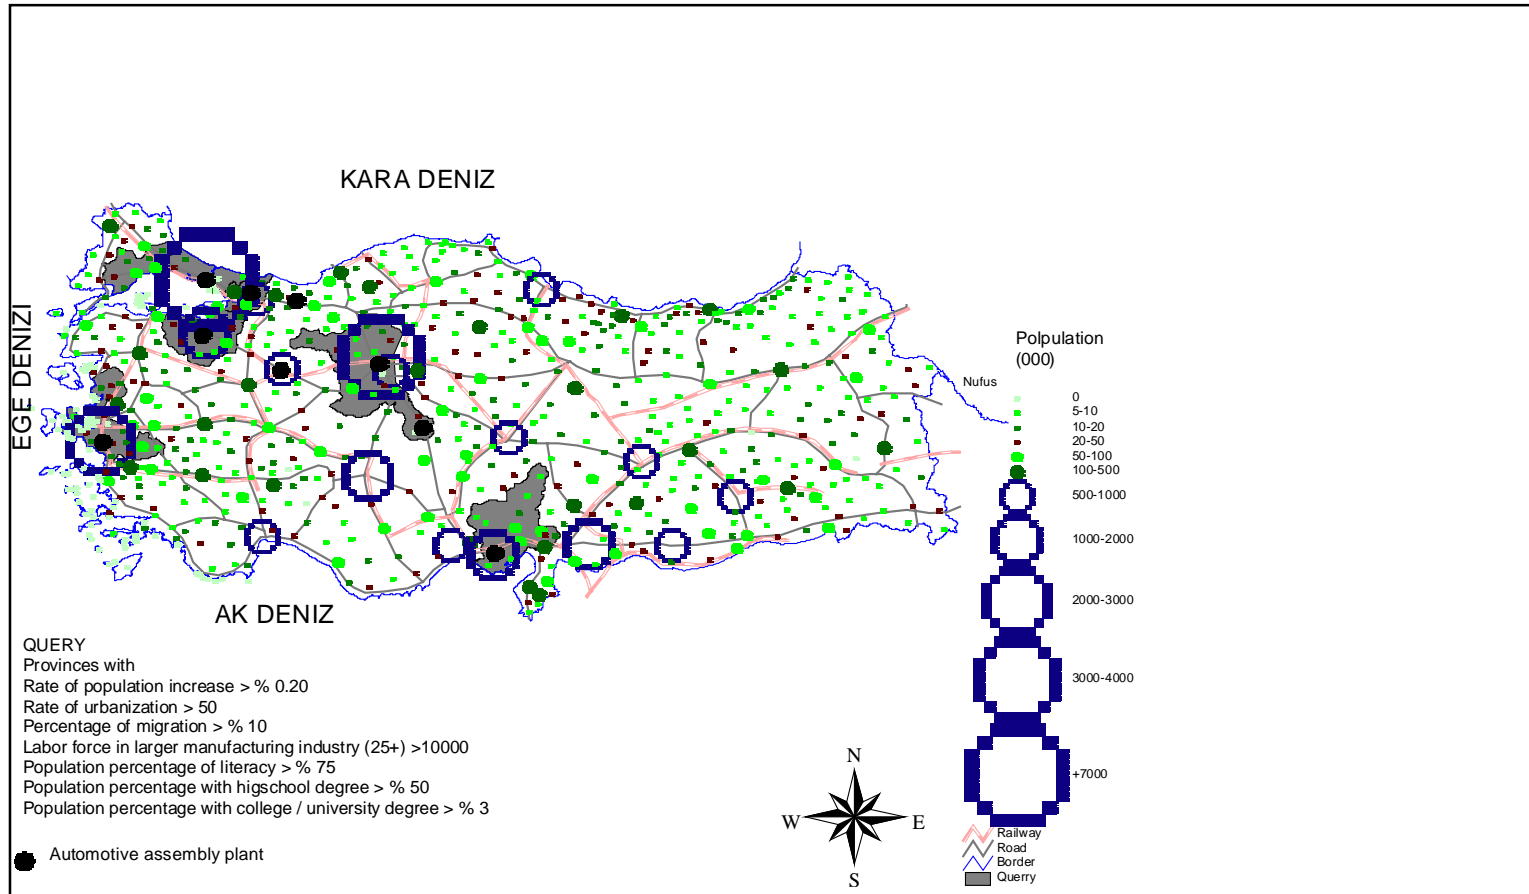 KARA DENIZ
EGE DENIZI
AK DENIZ
QUERY
Provinces with
Rate of population increase > % 0.20
Rate of urbanization > 50
Percentage of migration > % 10
Labor force in larger manufacturing industry (25+) >10000
Population percentage of literacy > % 75
Population percentage with higschool degree > % 50
Population percentage with college / university degree > % 3
Automotive assembly plant
N
W
E
S
Polpulation
(000)
Nufus
0
5-10
10-20
20-50
50-100
100-500
500-1000
1000-2000
2000-3000
3000-4000
+7000
Railway
Road
Border
Querry